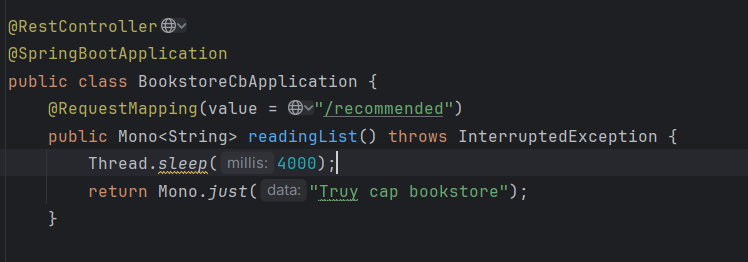 @RestController
@SpringBootApplication
public class BookstoreCbApplication {
@RequestMapping(value = "/recommended")
public Mono<String> readingList() throws InterruptedException {
Thread.sleep( millis: 4000);
return Mono.just( data: "Truy cap bookstore");
}